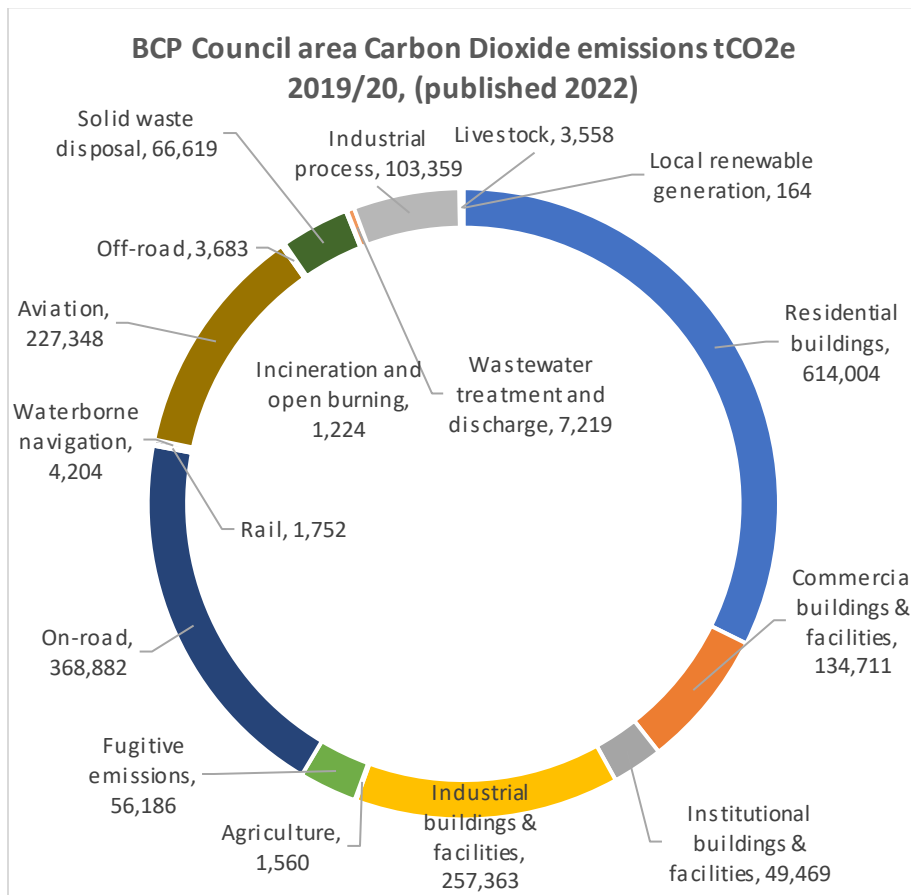 BCP Council area Carbon Dioxide emissions tCO2e
2019/20, (published 2022)
Solid waste
disposal, 66,619
Industrial
process, 103,359
Livestock, 3,558
Local renewable
generation, 164
Off-road, 3,683
Aviation,
227,348
Residential
buildings,
614,004
Incineration and
open burning,
1,224
Wastewater
treatment and
discharge, 7,219
Waterborne
navigation,
4,204
Rail, 1,752
Commercia
buildings &
facilities,
134,711
On-road,
368,882
Fugitive
emissions,
56,186
Agriculture,
1,560
Industrial
buildings &
facilities,
257,363
Institutional
buildings
& facilities, 49,469